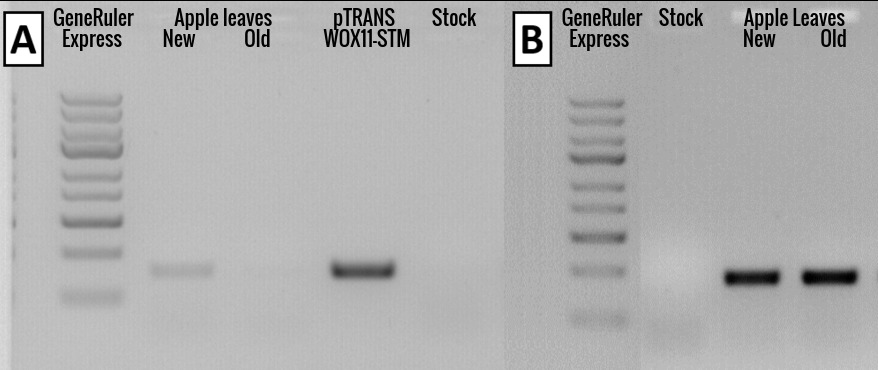 A
GeneRuler
Express
Apple leaves
New Old
pTRANS
WOX11-STM
Stock
B
GeneRuler
Express
Stock
Apple Leaves
New Old